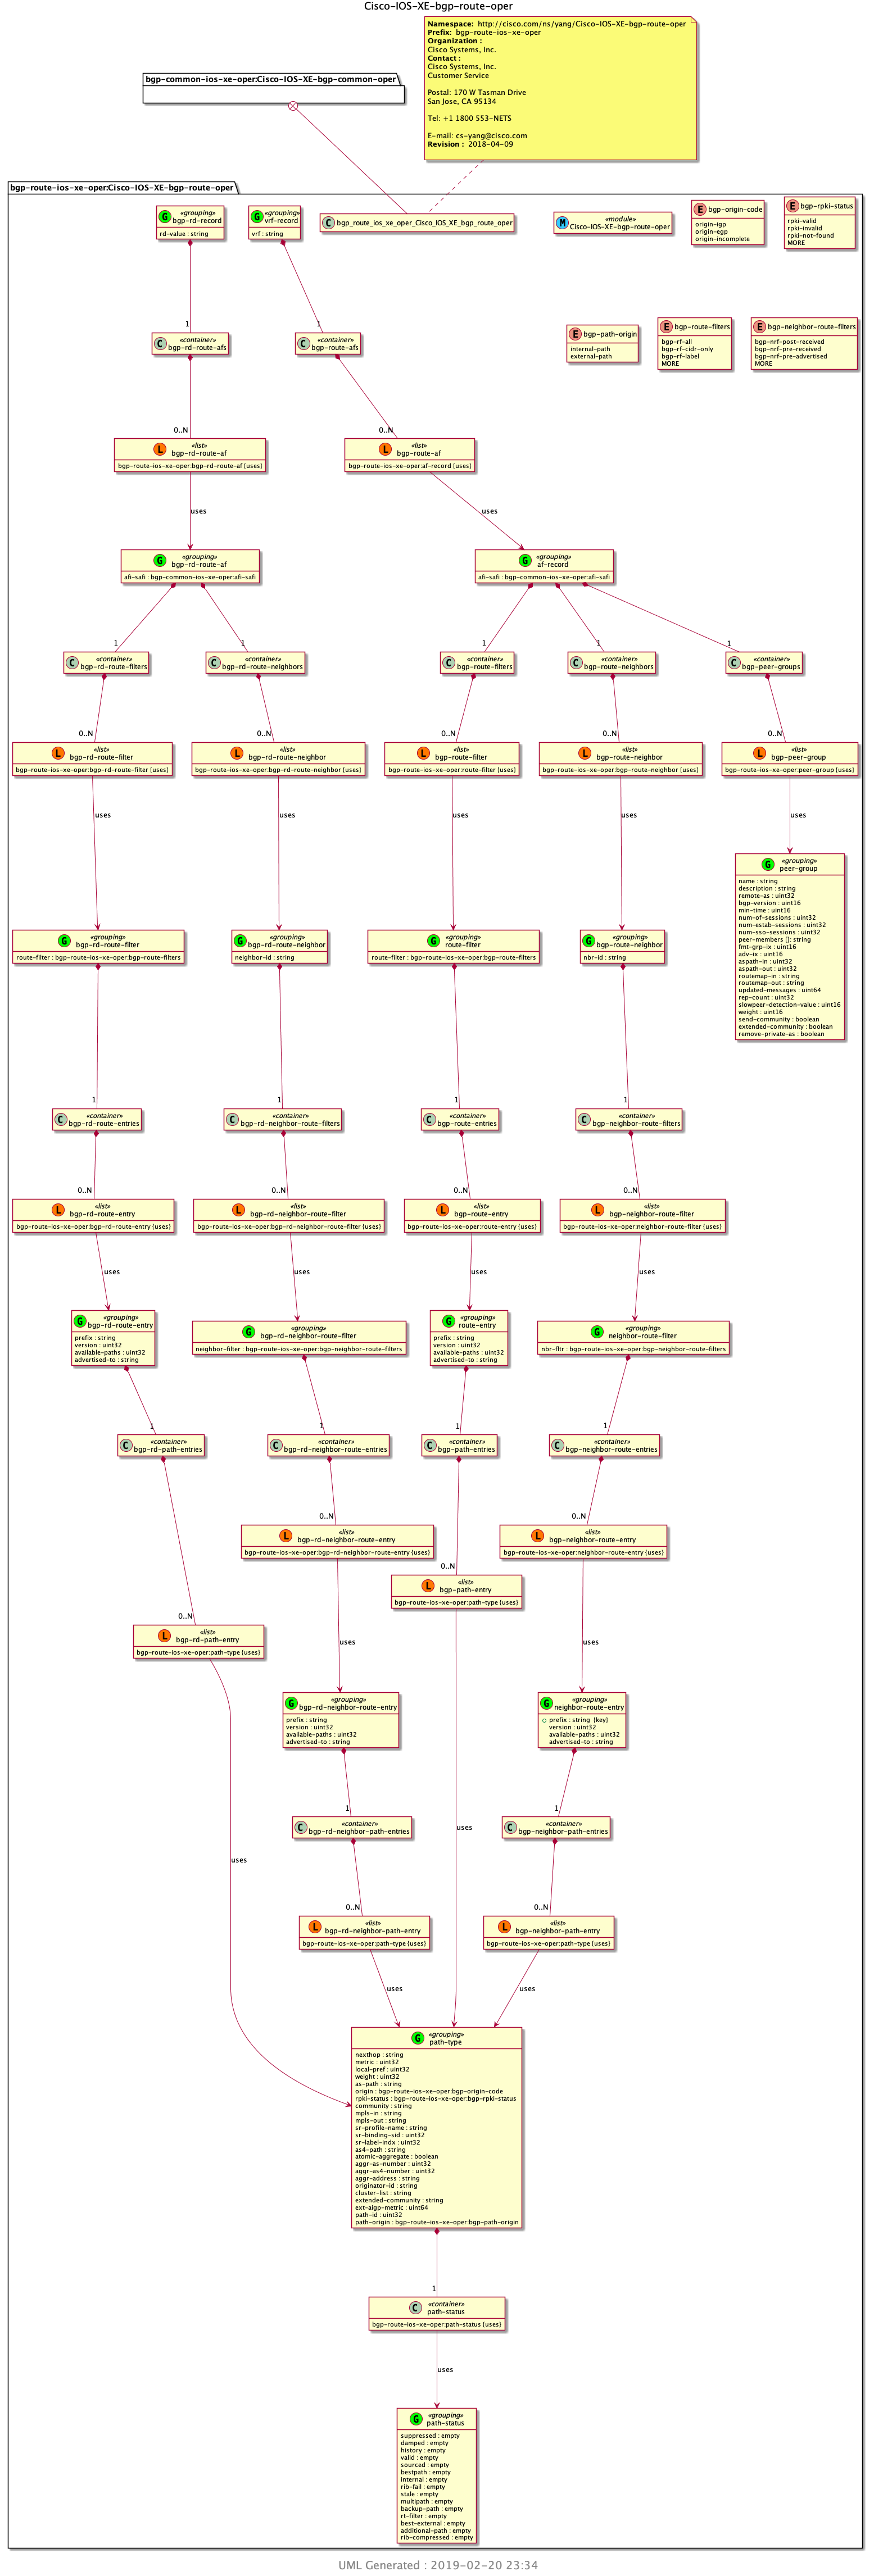 Cisco-IOS-XE-bgp-route-oper
Namespace: http://cisco.com/ns/yang/Cisco-IOS-XE-bgp-route-oper
Prefix: bgp-route-ios-xe-oper
Organization :
Cisco Systems, Inc.
Contact :
Cisco Systems, Inc.
Customer Service
Postal: 170 W Tasman Drive
San Jose, CA 95134
Tel: +1 1800 553-NETS
E-mail: cs-yang@cisco.com
Revision : 2018-04-09
bgp-common-ios-xe-oper:Cisco-IOS-XE-bgp-common-oper
bgp-route-ios-xe-oper:Cisco-IOS-XE-bgp-route-oper
G «grouping»
bgp-rd-record
rd-value : string
G «grouping»
vrf-record
vrf : string
C bgp_route_ios_xe_oper_Cisco_IOS_XE_bgp_route_oper
M «module»
Cisco-IOS-XE-bgp-route-oper
E bgp-origin-code
origin-igp
origin-egp
origin-incomplete
E bgp-rpki-status
rpki-valid
rpki-invalid
rpki-not-found
MORE
E bgp-path-origin
internal-path
external-path
E bgp-route-filters
bgp-rf-all
bgp-rf-cidr-only
bgp-rf-label
MORE
E bgp-neighbor-route-filters
bgp-nrf-post-received
bgp-nrf-pre-received
bgp-nrf-pre-advertised
MORE
1
1
C «container»
bgp-rd-route-afs
C «container»
bgp-route-afs
0..N
0..N
L «list»
bgp-rd-route-af
bgp-route-ios-xe-oper:bgp-rd-route-af {uses}
L «list»
bgp-route-af
bgp-route-ios-xe-oper:af-record {uses}
uses
uses
G «grouping»
bgp-rd-route-af
afi-safi : bgp-common-ios-xe-oper:afi-safi
G «grouping»
af-record
afi-safi : bgp-common-ios-xe-oper:afi-safi
1
1
1
1
1
C «container»
bgp-rd-route-filters
C «container»
bgp-rd-route-neighbors
C «container»
bgp-route-filters
C «container»
bgp-route-neighbors
C «container»
bgp-peer-groups
0..N
0..N
0..N
0..N
0..N
L «list»
bgp-rd-route-filter
bgp-route-ios-xe-oper:bgp-rd-route-filter {uses}
L «list»
bgp-rd-route-neighbor
bgp-route-ios-xe-oper:bgp-rd-route-neighbor {uses}
L «list»
bgp-route-filter
bgp-route-ios-xe-oper:route-filter {uses}
L «list»
bgp-route-neighbor
bgp-route-ios-xe-oper:bgp-route-neighbor {uses}
L «list»
bgp-peer-group
bgp-route-ios-xe-oper:peer-group {uses}
uses
uses
uses
uses
uses
G «grouping»
bgp-rd-route-filter
route-filter : bgp-route-ios-xe-oper:bgp-route-filters
G «grouping»
bgp-rd-route-neighbor
neighbor-id : string
G «grouping»
route-filter
route-filter : bgp-route-ios-xe-oper:bgp-route-filters
G «grouping»
bgp-route-neighbor
nbr-id : string
G «grouping»
peer-group
name : string
description : string
remote-as : uint32
bgp-version : uint16
min-time : uint16
num-of-sessions : uint32
num-estab-sessions : uint32
num-sso-sessions : uint32
peer-members []: string
fmt-grp-ix : uint16
adv-ix : uint16
aspath-in : uint32
aspath-out : uint32
routemap-in : string
routemap-out : string
updated-messages : uint64
rep-count : uint32
slowpeer-detection-value : uint16
weight : uint16
send-community : boolean
extended-community : boolean
remove-private-as : boolean
1
1
1
1
C «container»
bgp-rd-route-entries
C «container»
bgp-rd-neighbor-route-filters
C «container»
bgp-route-entries
C «container»
bgp-neighbor-route-filters
0..N
0..N
0..N
0..N
L «list»
bgp-rd-route-entry
bgp-route-ios-xe-oper:bgp-rd-route-entry {uses}
L «list»
bgp-rd-neighbor-route-filter
bgp-route-ios-xe-oper:bgp-rd-neighbor-route-filter {uses}
L «list»
bgp-route-entry
bgp-route-ios-xe-oper:route-entry {uses}
L «list»
bgp-neighbor-route-filter
bgp-route-ios-xe-oper:neighbor-route-filter {uses}
uses
uses
uses
uses
G «grouping»
bgp-rd-route-entry
prefix : string
version : uint32
available-paths : uint32
advertised-to : string
G «grouping»
bgp-rd-neighbor-route-filter
neighbor-filter : bgp-route-ios-xe-oper:bgp-neighbor-route-filters
G «grouping»
route-entry
prefix : string
version : uint32
available-paths : uint32
advertised-to : string
G «grouping»
neighbor-route-filter
nbr-fltr : bgp-route-ios-xe-oper:bgp-neighbor-route-filters
1
1
1
1
C «container»
bgp-rd-path-entries
C «container»
bgp-rd-neighbor-route-entries
C «container»
bgp-path-entries
C «container»
bgp-neighbor-route-entries
0..N
0..N
0..N
0..N
L «list»
bgp-rd-neighbor-route-entry
bgp-route-ios-xe-oper:bgp-rd-neighbor-route-entry {uses}
L «list»
bgp-neighbor-route-entry
bgp-route-ios-xe-oper:neighbor-route-entry {uses}
L «list»
bgp-path-entry
bgp-route-ios-xe-oper:path-type {uses}
L «list»
bgp-rd-path-entry
bgp-route-ios-xe-oper:path-type {uses}
uses
uses
G «grouping»
bgp-rd-neighbor-route-entry
prefix : string
version : uint32
available-paths : uint32
advertised-to : string
G «grouping»
neighbor-route-entry
prefix : string {key}
version : uint32
available-paths : uint32
advertised-to : string
1
1
C «container»
bgp-rd-neighbor-path-entries
C «container»
bgp-neighbor-path-entries
uses
uses
0..N
0..N
L «list»
bgp-rd-neighbor-path-entry
bgp-route-ios-xe-oper:path-type {uses}
L «list»
bgp-neighbor-path-entry
bgp-route-ios-xe-oper:path-type {uses}
uses
uses
G «grouping»
path-type
nexthop : string
metric : uint32
local-pref : uint32
weight : uint32
as-path : string
origin : bgp-route-ios-xe-oper:bgp-origin-code
rpki-status : bgp-route-ios-xe-oper:bgp-rpki-status
community : string
mpls-in : string
mpls-out : string
sr-profile-name : string
sr-binding-sid : uint32
sr-label-indx : uint32
as4-path : string
atomic-aggregate : boolean
aggr-as-number : uint32
aggr-as4-number : uint32
aggr-address : string
originator-id : string
cluster-list : string
extended-community : string
ext-aigp-metric : uint64
path-id : uint32
path-origin : bgp-route-ios-xe-oper:bgp-path-origin
1
C «container»
path-status
bgp-route-ios-xe-oper:path-status {uses}
uses
G «grouping»
path-status
suppressed : empty
damped : empty
history : empty
valid : empty
sourced : empty
bestpath : empty
internal : empty
rib-fail : empty
stale : empty
multipath : empty
backup-path : empty
rt-filter : empty
best-external : empty
additional-path : empty
rib-compressed : empty
UML Generated : 2019-02-20 23:34